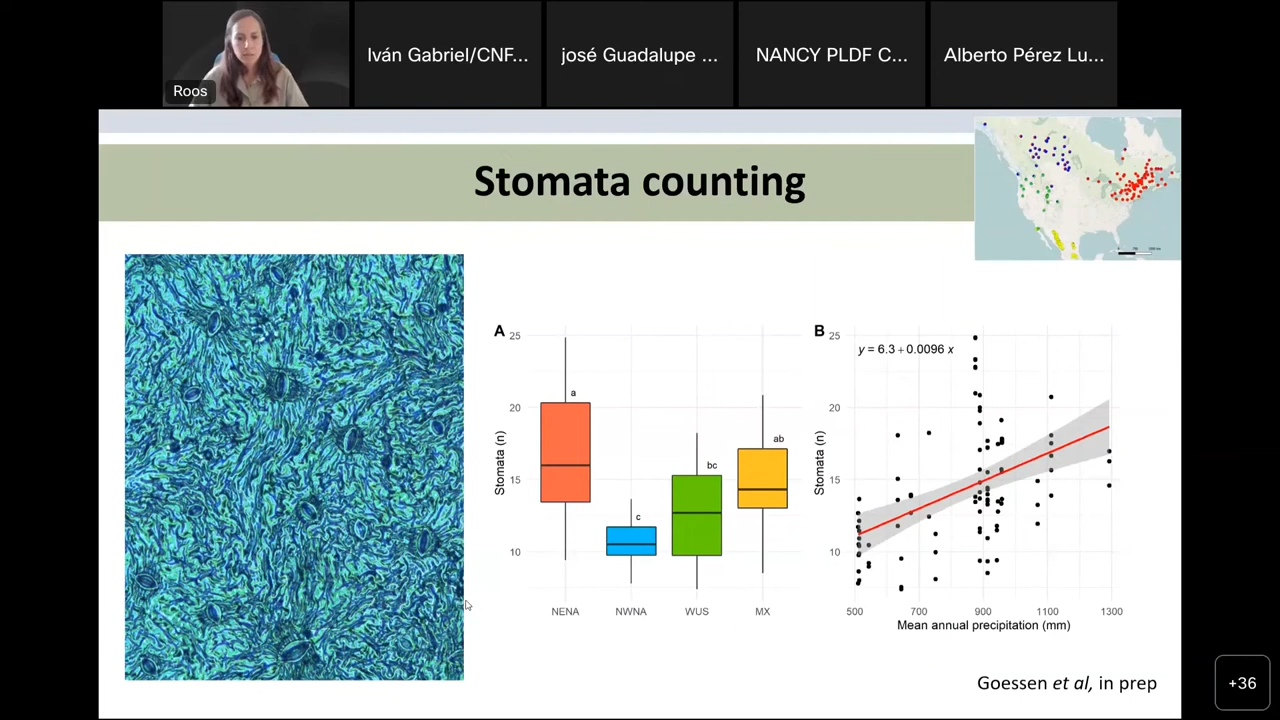 Iván Gabriel/CNF...
josé Guadalupe ...
NANCY PLDF C...
Alberto Pérez Lu...
Roos
Stomata counting
A
25
20
15
10
Stomata (n)
a
c
bc
ab
NENA
NWNA
WUS
MX
B
25
20
15
10
Stomata (n)
y = 6.3 + 0.0096 x
500
700
900
1100
1300
Mean annual precipitation (mm)
Goessen et al, in prep
+36